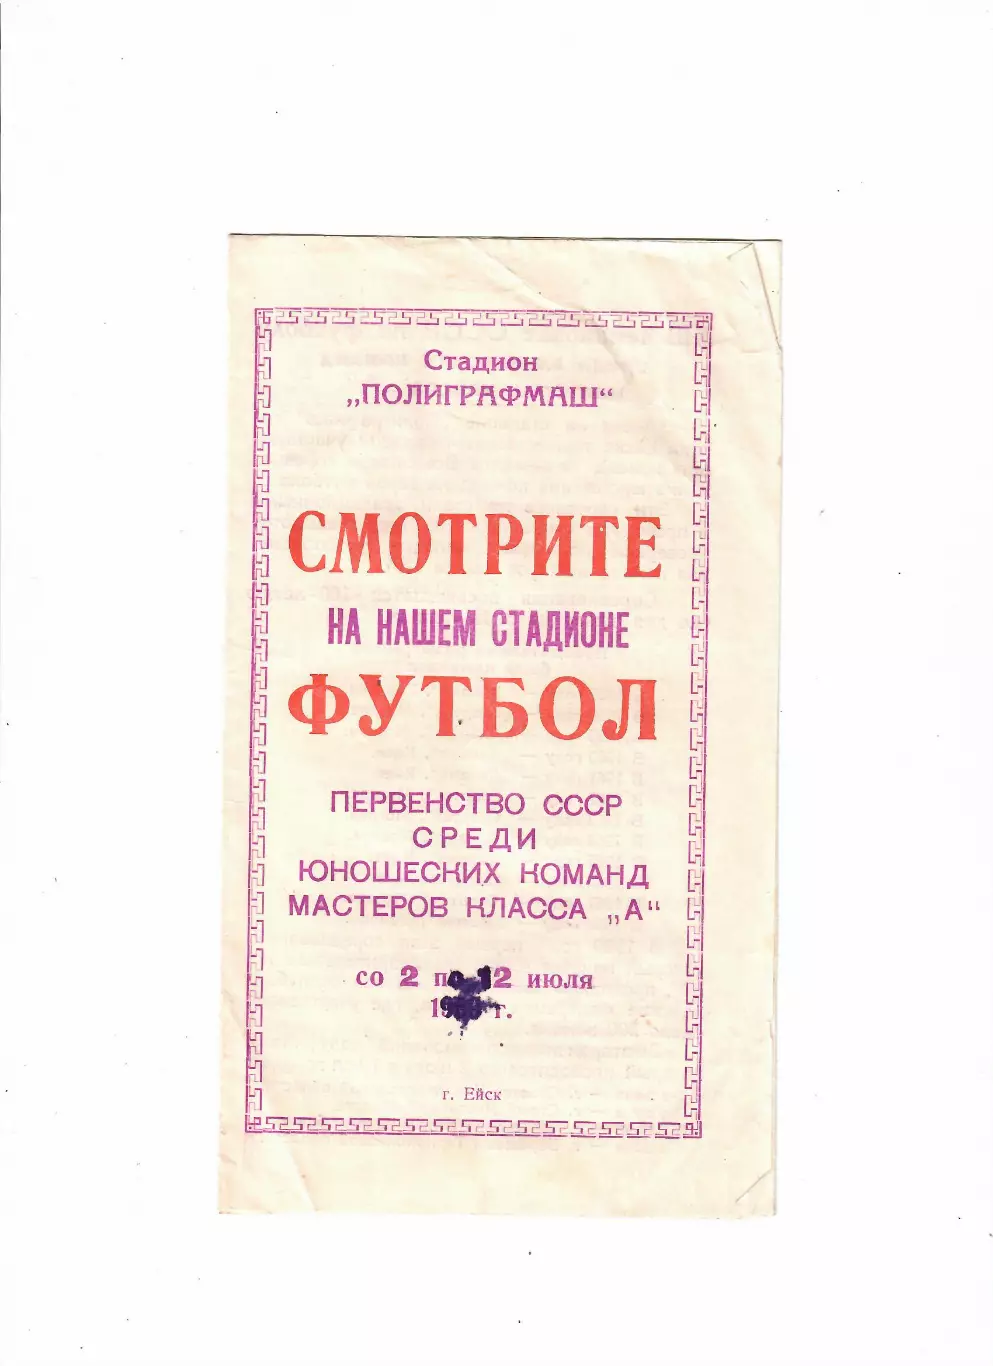 Стадион
„ПОЛИГРАФМАШ“
СМОТРИТЕ
НА НАШЕМ СТАДИОНЕ
ФУТБОЛ
ПЕРВЕНСТВО СССР
СРЕДИ
ЮНОШЕСКИХ КОМАНД
МАСТЕРОВ КЛАССА „А“
со 2 по 12 июля
г.
г. Ейск